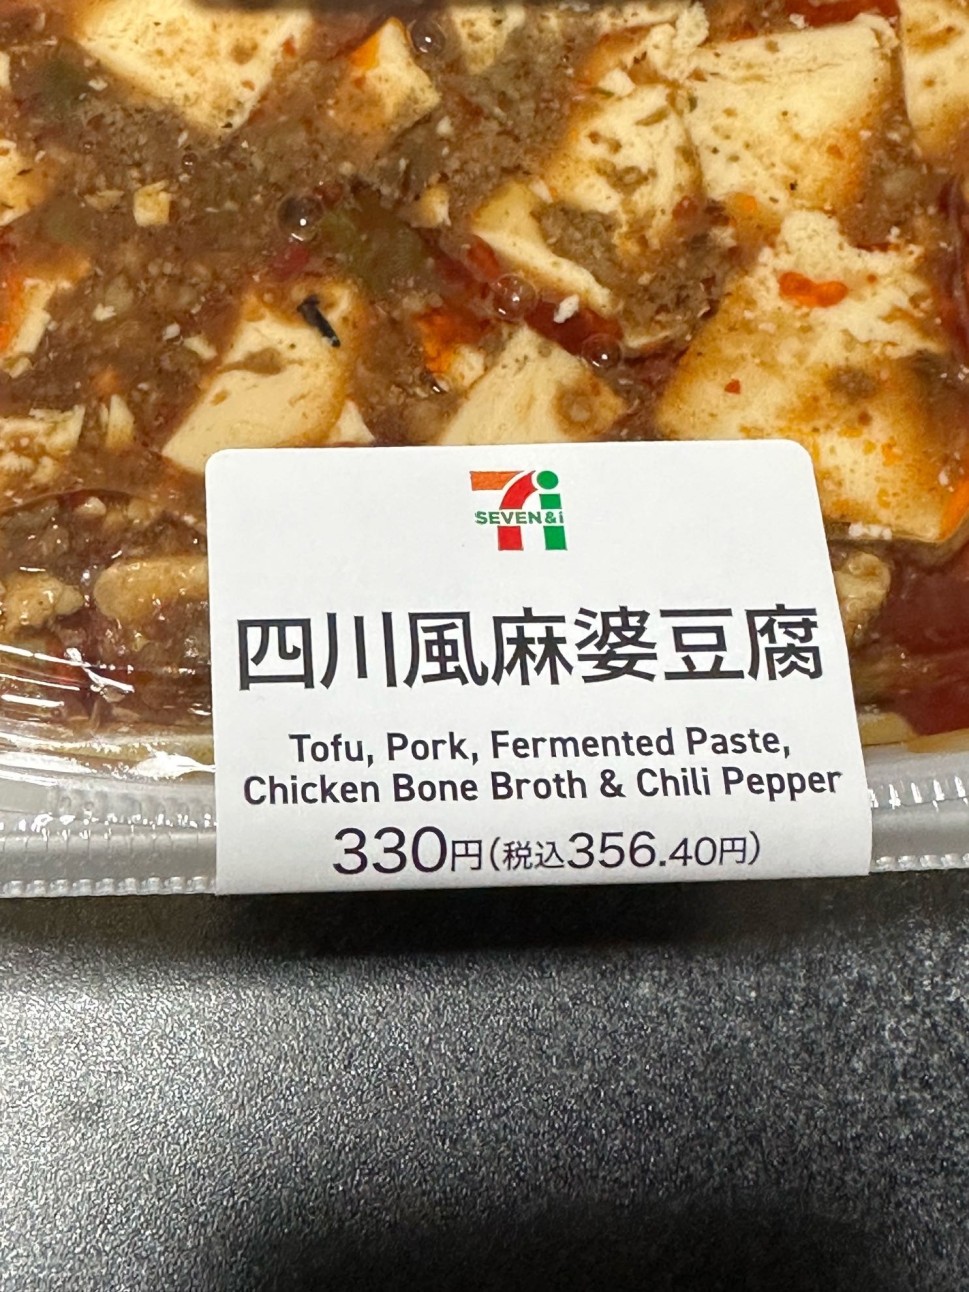 SEVEN&i
四川風麻婆豆腐
Tofu, Pork, Fermented Paste,
Chicken Bone Broth & Chili Pepper
330円(税込356.40円)